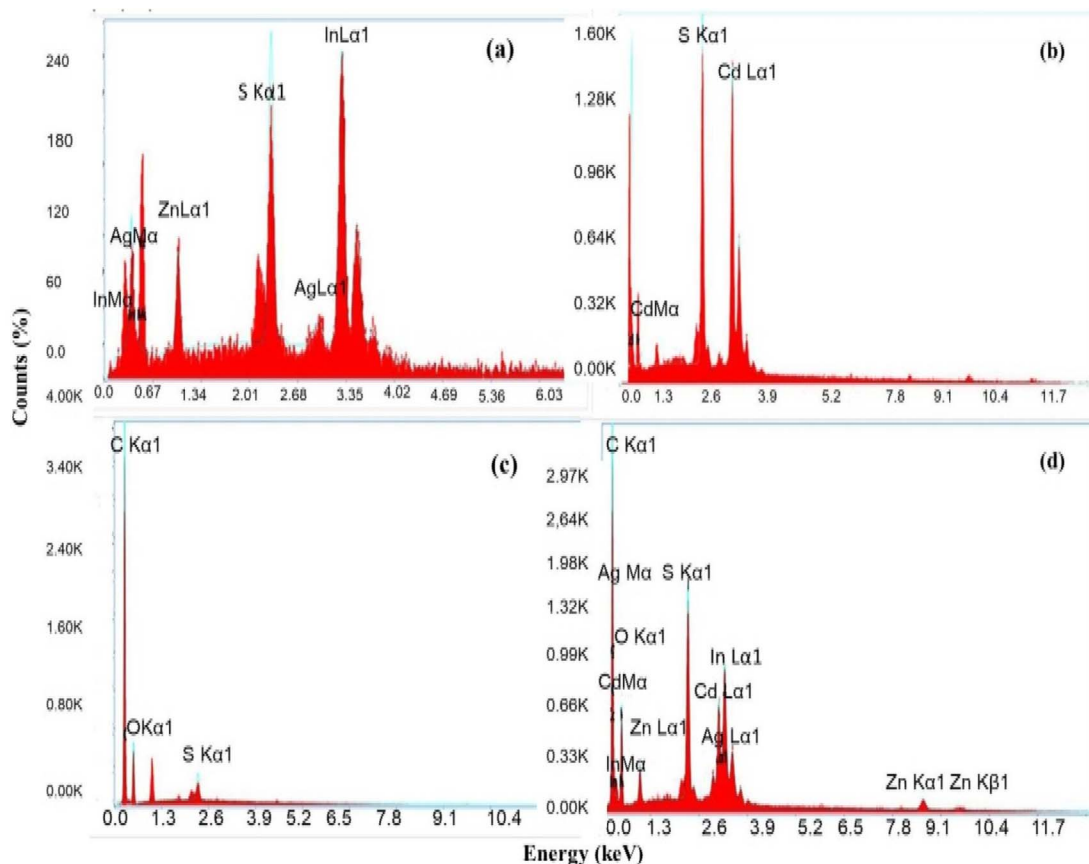 (a)
InLα1
240
S Kα1
180
120
ZnLα1
AgMα
60
AgLα1
InMα
0.0
0.0 0.67 1.34 2.01 2.68 3.35 4.02 4.69 5.36 6.03
(b)
1.60K
S Kα1
Cd Lα1
1.28K
0.96K
0.64K
0.32K
CdMα
0.00K
0.0 1.3 2.6 3.9 5.2 6.5 7.8 9.1 10.4 11.7
Counts (%)
4.00K
C Kα1
(c)
3.40K
2.40K
1.60K
0.80K
OKα1
S Kα1
0.00K
0.0 1.3 2.6 3.9 5.2 6.5 7.8 9.1 10.4
C Kα1
(d)
2.97K
2,64K
1.98K
Ag Mα
S Kα1
1.32K
O Kα1
0.99K
In Lα1
CdMα
Cd Lα1
0.66K
Zn Lα1
Ag Lα1
0.33K
InMα
Zn Kα1 Zn Kβ1
0.00K
0.0 1.3 2.6 3.9 5.2 6.5 7.8 9.1 10.4 11.7
Energy (keV)